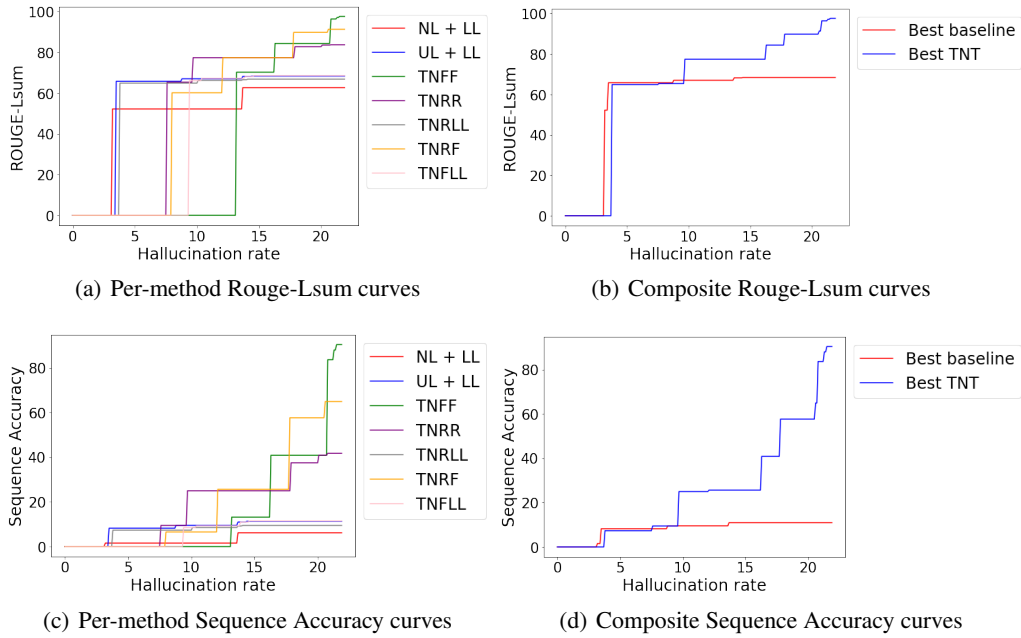 ROUGE-Lsum
100
80
60
40
20
0
0 5 10 15 20
Hallucination rate
NL + LL
UL + LL
TNFF
TNRR
TNRLL
TNRF
TNFLL
(a) Per-method Rouge-Lsum curves
ROUGE-Lsum
100
80
60
40
20
0
0 5 10 15 20
Hallucination rate
Best baseline
Best TNT
(b) Composite Rouge-Lsum curves
Sequence Accuracy
80
60
40
20
0
0 5 10 15 20
Hallucination rate
NL + LL
UL + LL
TNFF
TNRR
TNRLL
TNRF
TNFLL
(c) Per-method Sequence Accuracy curves
Sequence Accuracy
80
60
40
20
0
0 5 10 15 20
Hallucination rate
Best baseline
Best TNT
(d) Composite Sequence Accuracy curves